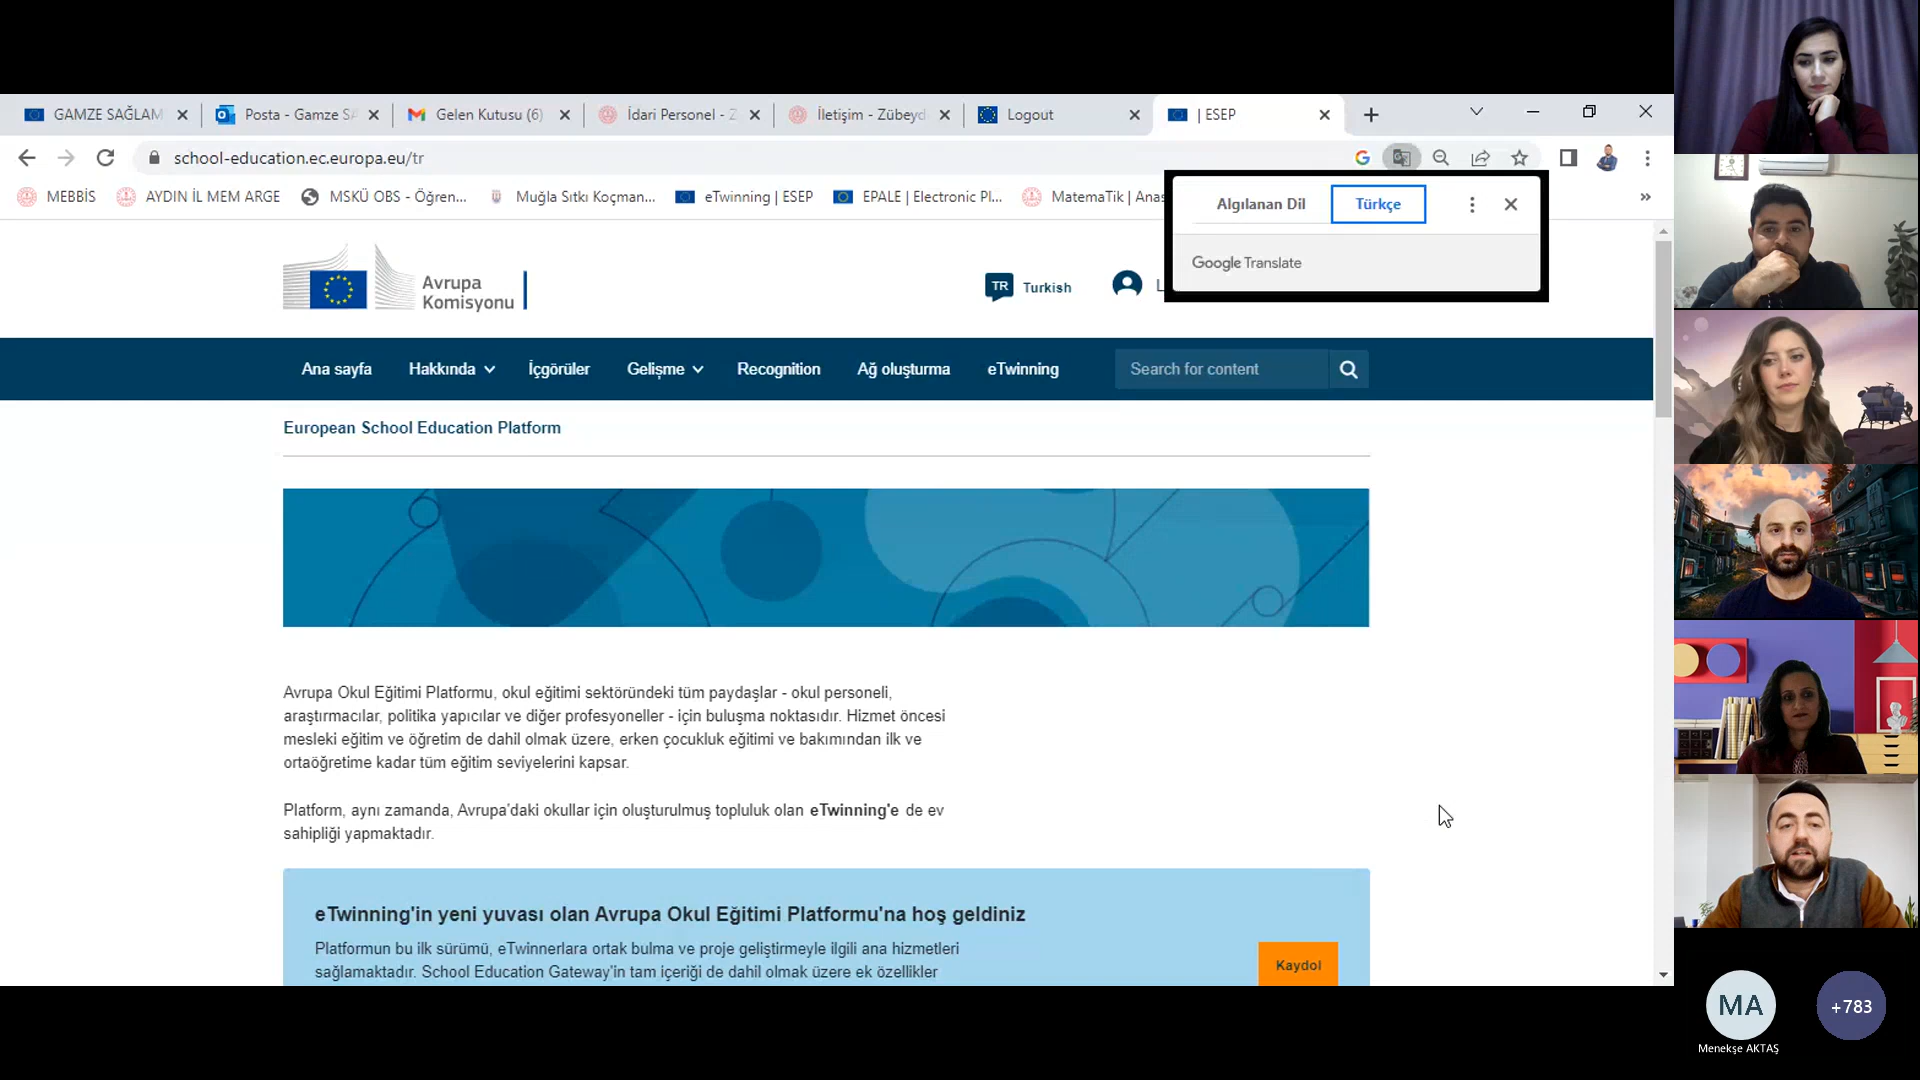 GAMZE SAĞLAM
Posta - Gamze SA
Gelen Kutusu (6)
İdari Personel - Z
İletişim - Zübeyd
Logout
| ESEP
school-education.ec.europa.eu/tr
MEBBİS
AYDIN İL MEM ARGE
MSKÜ OBS - Öğren...
Muğla Sıtkı Koçman...
eTwinning | ESEP
EPALE | Electronic Pl...
MatemaTik | Anas
»
Algılanan Dil
Türkçe
Google Translate
Avrupa
Komisyonu
TR Turkish
L
Ana sayfa
Hakkında
İçgörüler
Gelişme
Recognition
Ağ oluşturma
eTwinning
Search for content
European School Education Platform
Avrupa Okul Eğitimi Platformu, okul eğitimi sektöründeki tüm paydaşlar - okul personeli,
araştırmacılar, politika yapıcılar ve diğer profesyoneller - için buluşma noktasıdır. Hizmet öncesi
mesleki eğitim ve öğretim de dahil olmak üzere, erken çocukluk eğitimi ve bakımından ilk ve
ortaöğretime kadar tüm eğitim seviyelerini kapsar.
Platform, aynı zamanda, Avrupa'daki okullar için oluşturulmuş topluluk olan eTwinning'e de ev
sahipliği yapmaktadır.
eTwinning'in yeni yuvası olan Avrupa Okul Eğitimi Platformu'na hoş geldiniz
Platformun bu ilk sürümü, eTwinnerlara ortak bulma ve proje geliştirmeyle ilgili ana hizmetleri
sağlamaktadır. School Education Gateway'in tam içeriği de dahil olmak üzere ek özellikler
Kaydol
MA
Menekşe AKTAŞ
+783